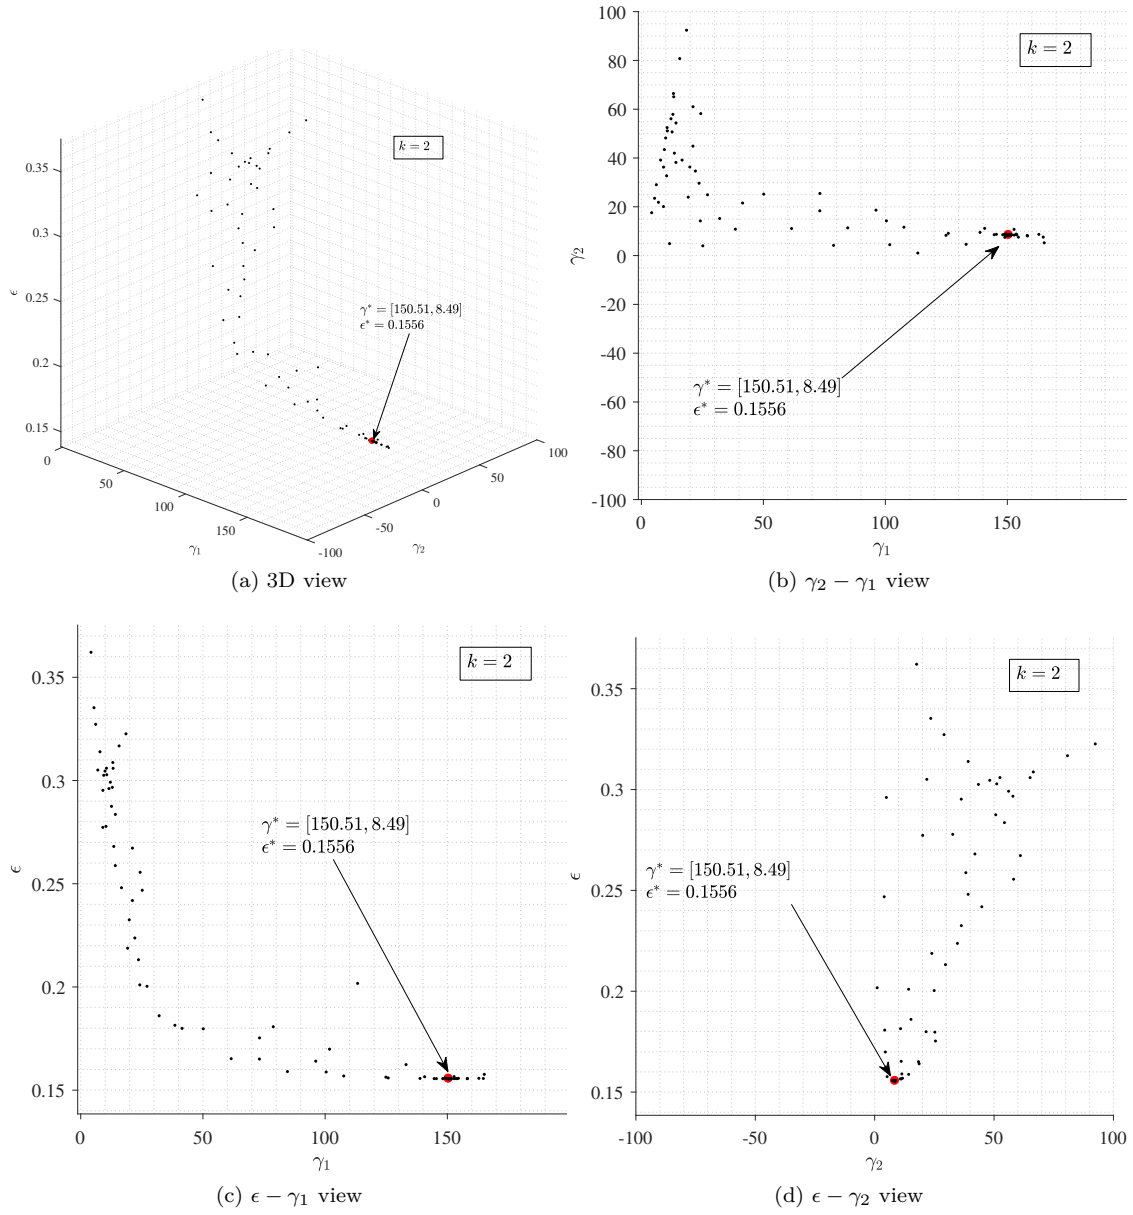 k = 2
0.35
0.3
0.25
0.2
0.15
ϵ
γ* = [150.51, 8.49]
ϵ* = 0.1556
0
50
100
150
γ₁
-100
-50
0
50
100
γ₂
(a) 3D view
100
80
60
40
20
0
-20
-40
-60
-80
-100
γ₂
k = 2
γ* = [150.51, 8.49]
ϵ* = 0.1556
0
50
100
150
γ₁
(b) γ₂ − γ₁ view
k = 2
0.35
0.3
0.25
0.2
0.15
ϵ
γ* = [150.51, 8.49]
ϵ* = 0.1556
0
50
100
150
γ₁
(c) ϵ − γ₁ view
k = 2
0.35
0.3
0.25
0.2
0.15
ϵ
γ* = [150.51, 8.49]
ϵ* = 0.1556
-100
-50
0
50
100
γ₂
(d) ϵ − γ₂ view